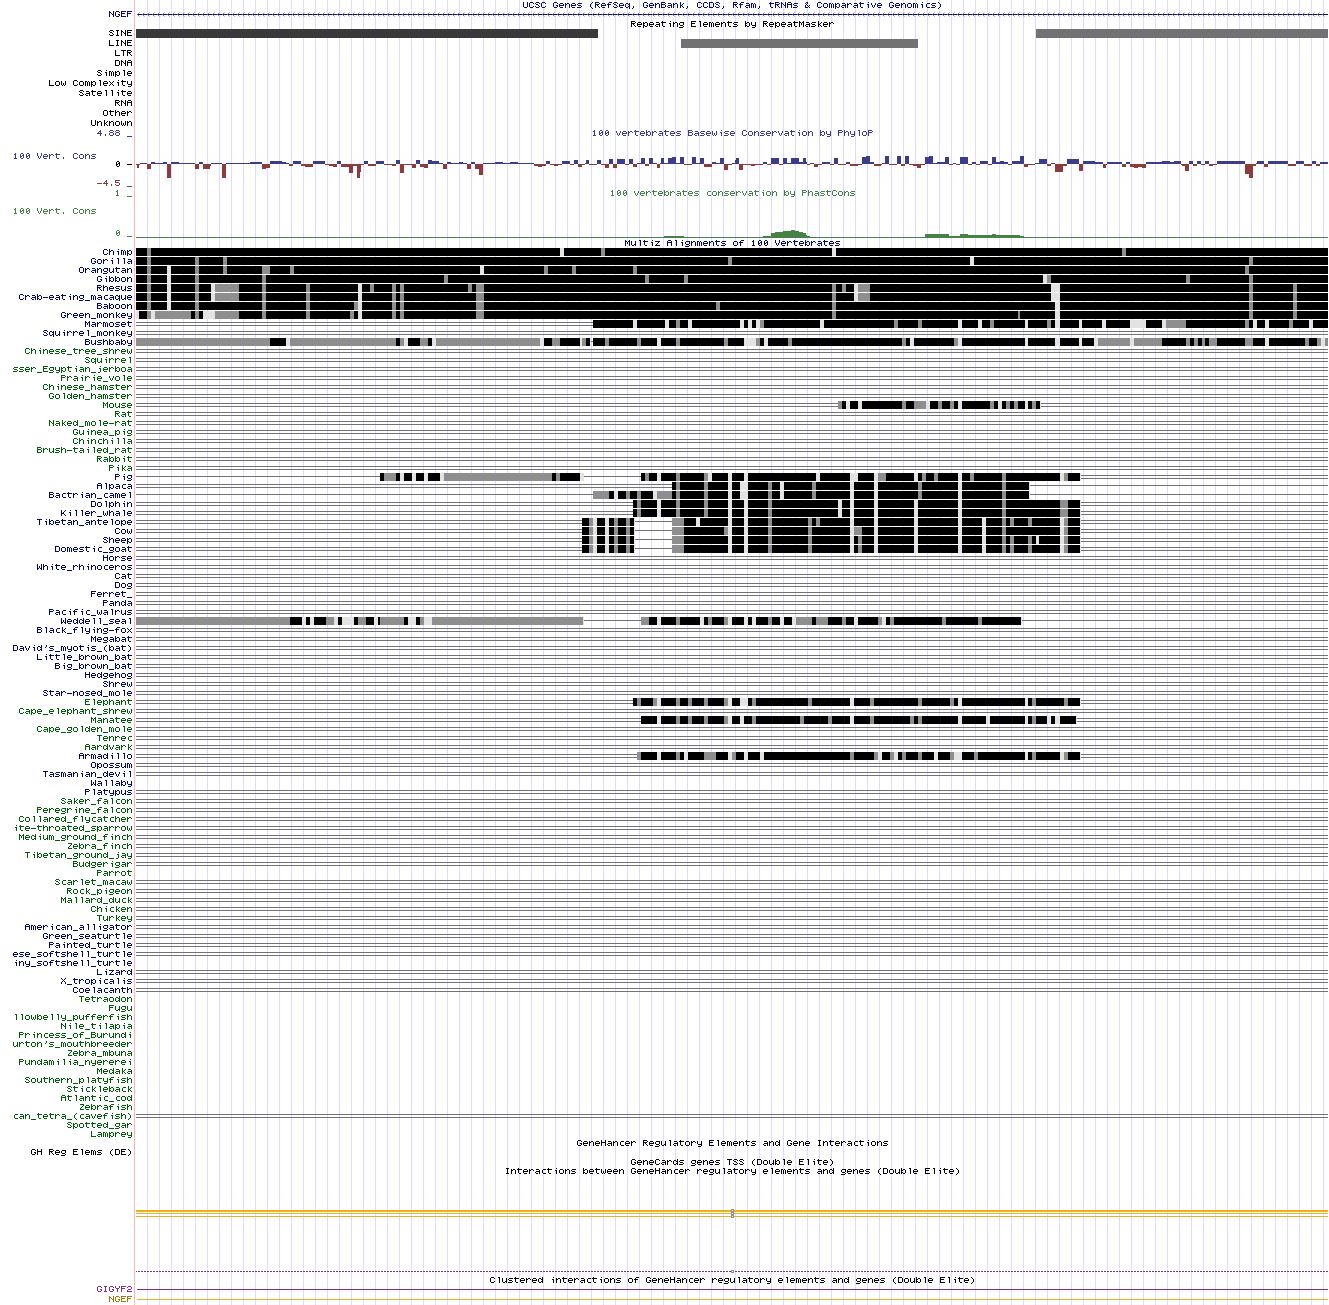 UCSC Genes (RefSeq, GenBank, CCDS, Rfam, tRNAs & Comparative Genomics)
NGEF
Repeating Elements by RepeatMasker
SINE
LINE
LTR
DNA
Simple
Low Complexity
Satellite
RNA
Other
Unknown
4.88 _
100 vertebrates Basewise Conservation by PhyloP
100 Vert. Cons
0 -
-4.5 _
1 _
100 vertebrates conservation by PhastCons
100 Vert. Cons
0 _
Multiz Alignments of 100 Vertebrates
Chimp
Gorilla
Orangutan
Gibbon
Rhesus
Crab-eating_macaque
Baboon
Green_monkey
Marmoset
Squirrel_monkey
Bushbaby
Chinese_tree_shrew
Squirrel
sser_Egyptian_jerboa
Prairie_vole
Chinese_hamster
Golden_hamster
Mouse
Rat
Naked_mole-rat
Guinea_pig
Chinchilla
Brush-tailed_rat
Rabbit
Pika
Pig
Alpaca
Bactrian_camel
Dolphin
Killer_whale
Tibetan_antelope
Cow
Sheep
Domestic_goat
Horse
White_rhinoceros
Cat
Dog
Ferret_
Panda
Pacific_walrus
Weddell_seal
Black_flying-fox
Megabat
David's_myotis_(bat)
Little_brown_bat
Big_brown_bat
Hedgehog
Shrew
Star-nosed_mole
Elephant
Cape_elephant_shrew
Manatee
Cape_golden_mole
Tenrec
Aardvark
Armadillo
Opossum
Tasmanian_devil
Wallaby
Platypus
Saker_falcon
Peregrine_falcon
Collared_flycatcher
ite-throated_sparrow
Medium_ground_finch
Zebra_finch
Tibetan_ground_jay
Budgerigar
Parrot
Scarlet_macaw
Rock_pigeon
Mallard_duck
Chicken
Turkey
American_alligator
Green_seaturtle
Painted_turtle
ese_softshell_turtle
iny_softshell_turtle
Lizard
X_tropicalis
Coelacanth
Tetraodon
Fugu
llowbelly_pufferfish
Nile_tilapia
Princess_of_Burundi
urton's_mouthbreeder
Zebra_mbuna
Pundamilia_nyererei
Medaka
Southern_platyfish
Stickleback
Atlantic_cod
Zebrafish
can_tetra_(cavefish)
Spotted_gar
Lamprey
GeneHancer Regulatory Elements and Gene Interactions
GH Reg Elems (DE)
GeneCards genes TSS (Double Elite)
Interactions between GeneHancer regulatory elements and genes (Double Elite)
Clustered interactions of GeneHancer regulatory elements and genes (Double Elite)
GIGYF2
NGEF